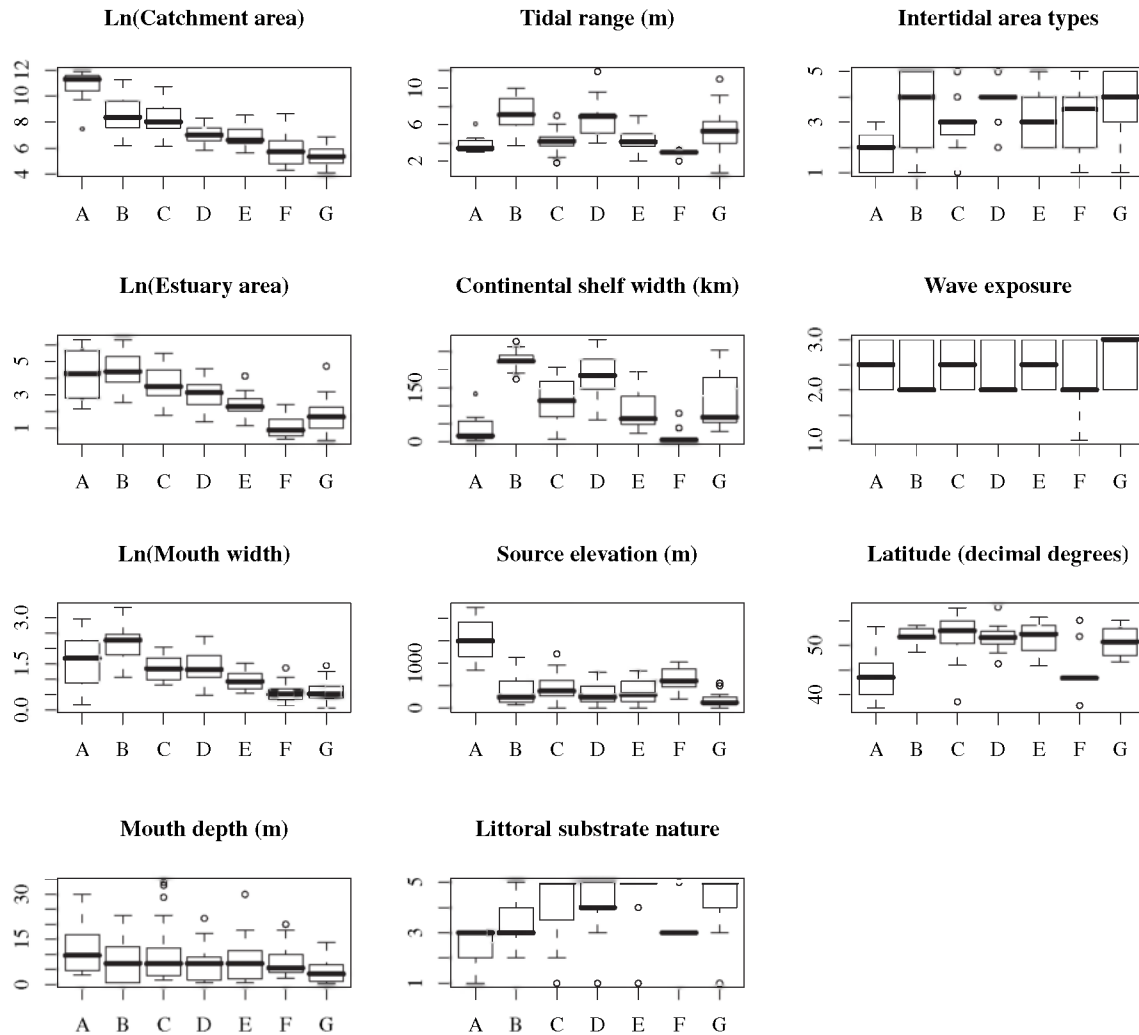 Ln(Catchment area)
Tidal range (m)
Intertidal area types
4 6 8 10 12
2 6 10
1 3 5
A B C D E F G
A B C D E F G
A B C D E F G
Ln(Estuary area)
Continental shelf width (km)
Wave exposure
1 3 5
0 150
1.0 2.0 3.0
A B C D E F G
A B C D E F G
A B C D E F G
Ln(Mouth width)
Source elevation (m)
Latitude (decimal degrees)
0.0 1.5 3.0
0 1000
40 50
A B C D E F G
A B C D E F G
A B C D E F G
Mouth depth (m)
Littoral substrate nature
0 15 30
1 3 5
A B C D E F G
A B C D E F G